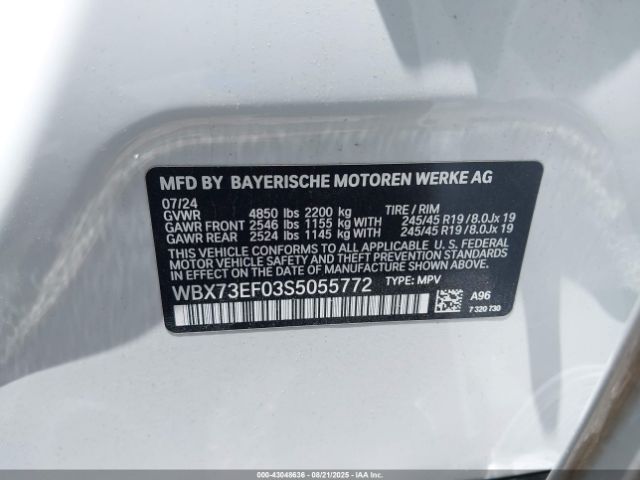 MFD BY BAYERISCHE MOTOREN WERKE AG
07/24
GVWR 4850 lbs 2200 kg TIRE / RIM
GAWR FRONT 2546 lbs 1155 kg WITH 245/45 R19 / 8.0Jx 19
GAWR REAR 2524 lbs 1145 kg WITH 245/45 R19 / 8.0Jx 19
THIS VEHICLE CONFORMS TO ALL APPLICABLE U. S. FEDERAL
MOTOR VEHICLE SAFETY, BUMPER, AND
THEFT PREVENTION STANDARDS IN EFFECT ON
THE DATE OF MANUFACTURE SHOWN ABOVE.
WBX73EF03S5055772 TYPE: MPV
A96
7 320 730
000-43048636 - 08/21/2025 - COPYRIGHT IAA, LLC